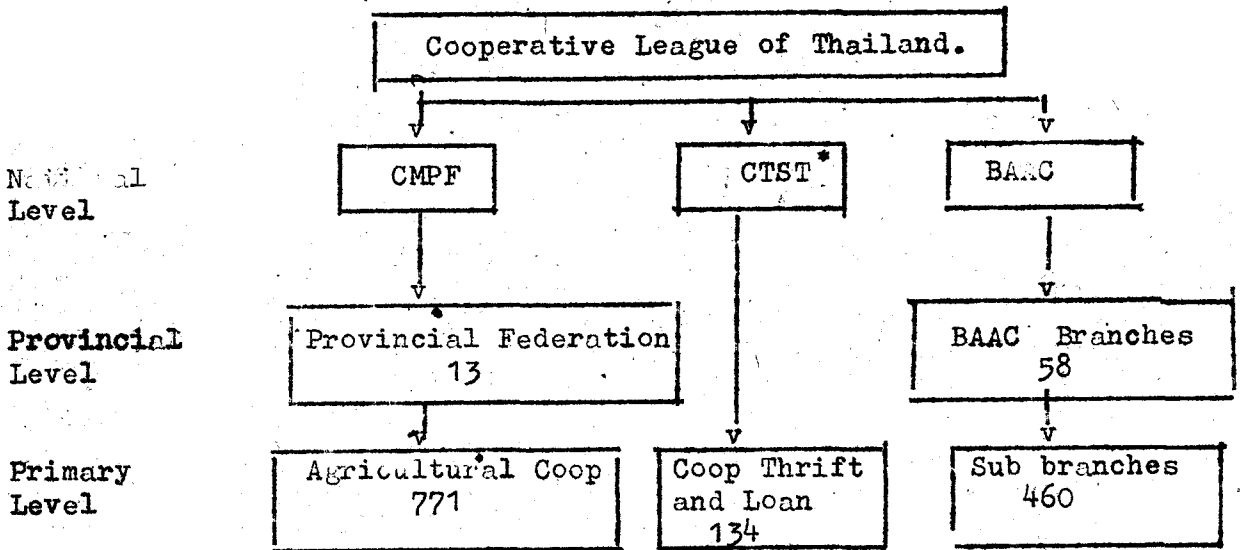 Cooperative League of Thailand.
National
Level
CMPF
CTST*
BAAC
Provincial
Level
Provincial Federation
13
BAAC Branches
58
Primary
Level
Agricultural Coop
771
Coop Thrift
and Loan
134
Sub branches
460